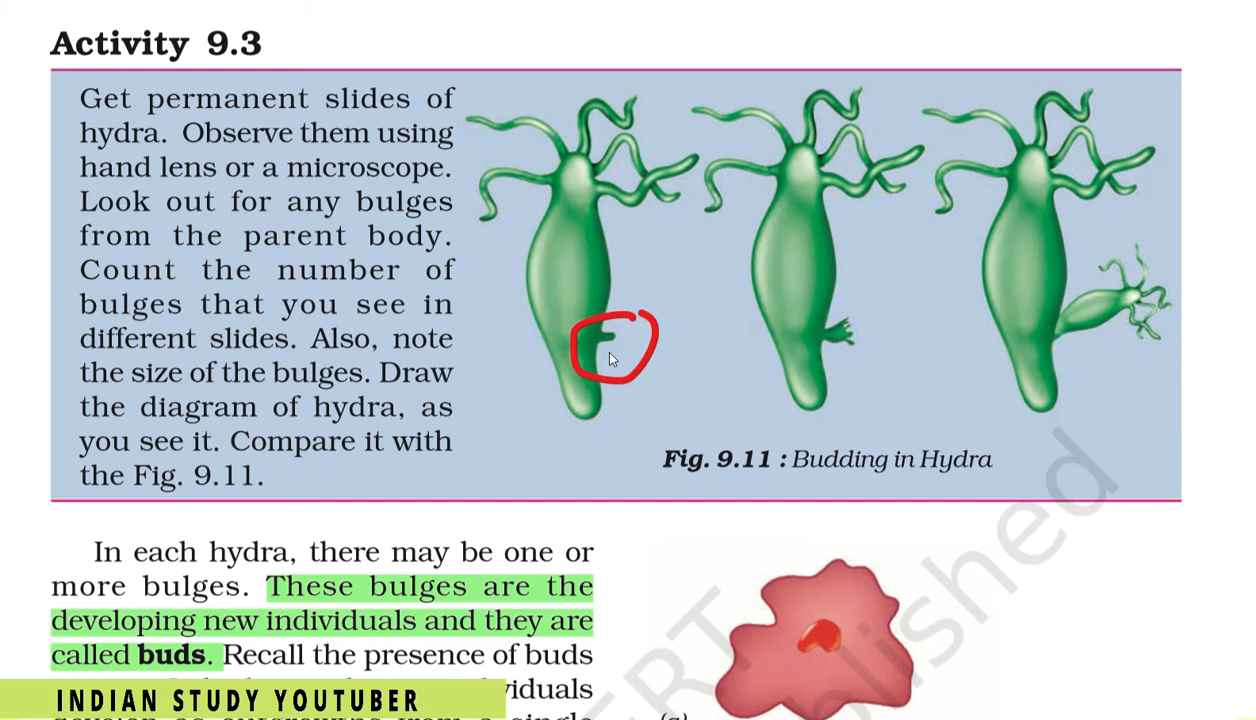 Activity 9.3
Get permanent slides of
hydra. Observe them using
hand lens or a microscope.
Look out for any bulges
from the parent body.
Count the number of
bulges that you see in
different slides. Also, note
the size of the bulges. Draw
the diagram of hydra, as
you see it. Compare it with
the Fig. 9.11.
Fig. 9.11 : Budding in Hydra
In each hydra, there may be one or
more bulges. These bulges are the
developing new individuals and they are
called buds. Recall the presence of buds
INDIAN STUDY YOUTUBER